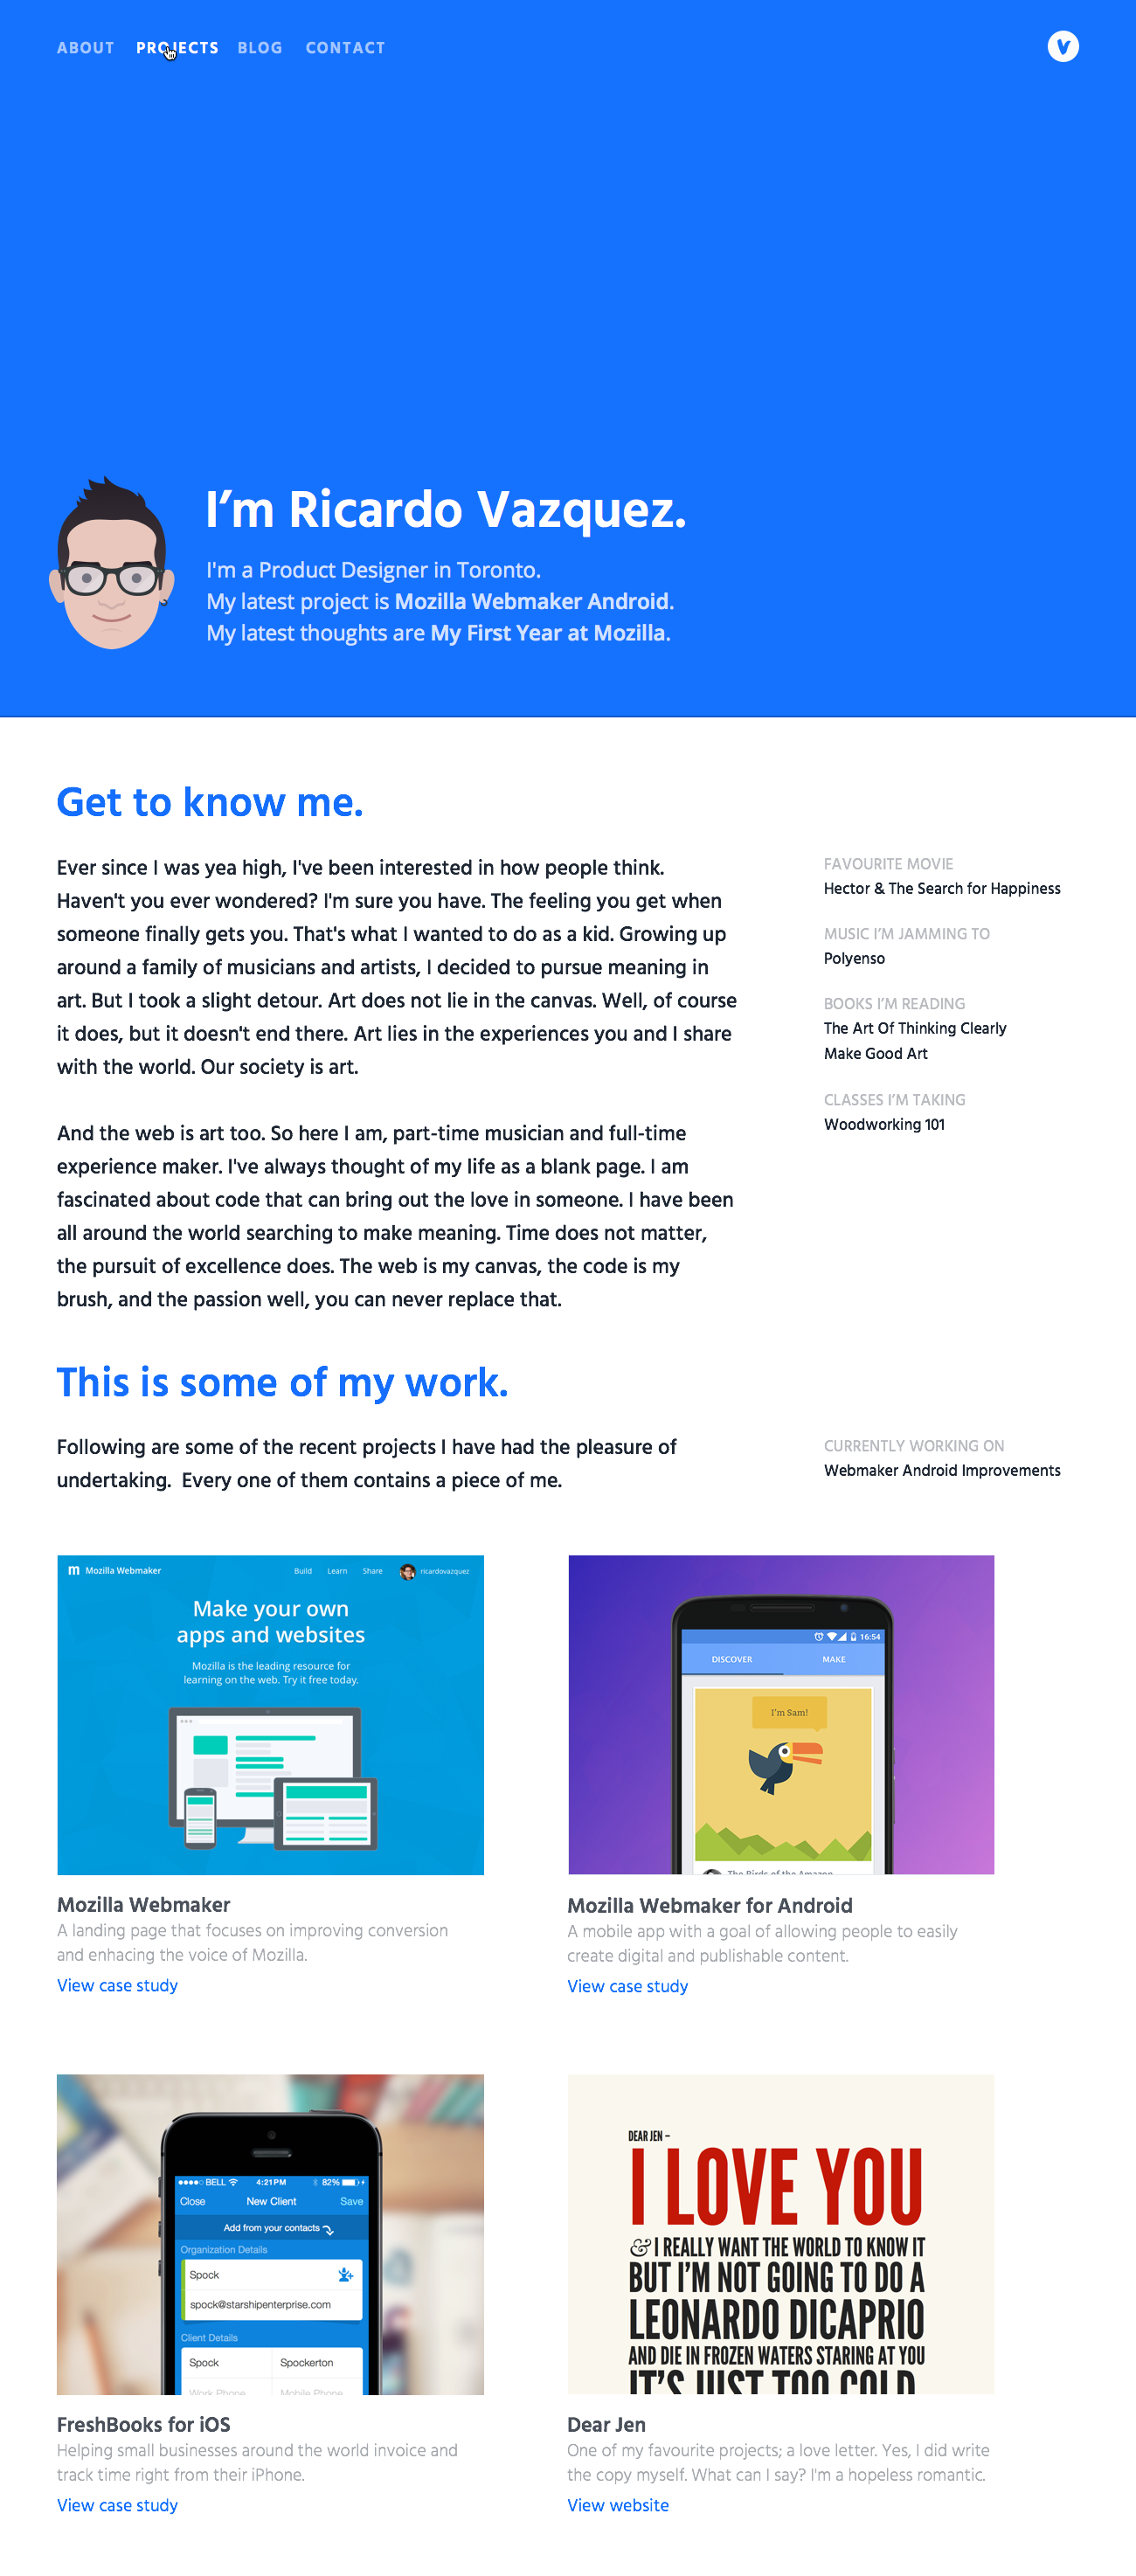 ABOUT PROJECTS BLOG CONTACT
v
I'm Ricardo Vazquez.
I'm a Product Designer in Toronto.
My latest project is Mozilla Webmaker Android.
My latest thoughts are My First Year at Mozilla.
Get to know me.
Ever since I was yea high, I've been interested in how people think.
Haven't you ever wondered? I'm sure you have. The feeling you get when
someone finally gets you. That's what I wanted to do as a kid. Growing up
around a family of musicians and artists, I decided to pursue meaning in
art. But I took a slight detour. Art does not lie in the canvas. Well, of course
it does, but it doesn't end there. Art lies in the experiences you and I share
with the world. Our society is art.
And the web is art too. So here I am, part-time musician and full-time
experience maker. I've always thought of my life as a blank page. I am
fascinated about code that can bring out the love in someone. I have been
all around the world searching to make meaning. Time does not matter,
the pursuit of excellence does. The web is my canvas, the code is my
brush, and the passion well, you can never replace that.
FAVOURITE MOVIE
Hector & The Search for Happiness
MUSIC I'M JAMMING TO
Polyenso
BOOKS I'M READING
The Art Of Thinking Clearly
Make Good Art
CLASSES I'M TAKING
Woodworking 101
This is some of my work.
Following are some of the recent projects I have had the pleasure of
undertaking.  Every one of them contains a piece of me.
CURRENTLY WORKING ON
Webmaker Android Improvements
m Mozilla Webmaker Build Learn Share ricardovazquez
Make your own
apps and websites
Mozilla is the leading resource for
learning on the web. Try it free today.
Mozilla Webmaker
A landing page that focuses on improving conversion
and enhacing the voice of Mozilla.
View case study
16:54
DISCOVER MAKE
I'm Sam!
The Birds of the Amazon
Mozilla Webmaker for Android
A mobile app with a goal of allowing people to easily
create digital and publishable content.
View case study
BELL 4:21PM 82%
Close New Client Save
Add from your contacts
Organization Details
Spock
spock@starshipenterprise.com
Client Details
Spock Spockerton
Work Phone Mobile Phone
FreshBooks for iOS
Helping small businesses around the world invoice and
track time right from their iPhone.
View case study
DEAR JEN –
I LOVE YOU
& I REALLY WANT THE WORLD TO KNOW IT
BUT I'M NOT GOING TO DO A
LEONARDO DICAPRIO
AND DIE IN FROZEN WATERS STARING AT YOU
IT'S JUST TOO COLD
Dear Jen
One of my favourite projects; a love letter. Yes, I did write
the copy myself. What can I say? I'm a hopeless romantic.
View website